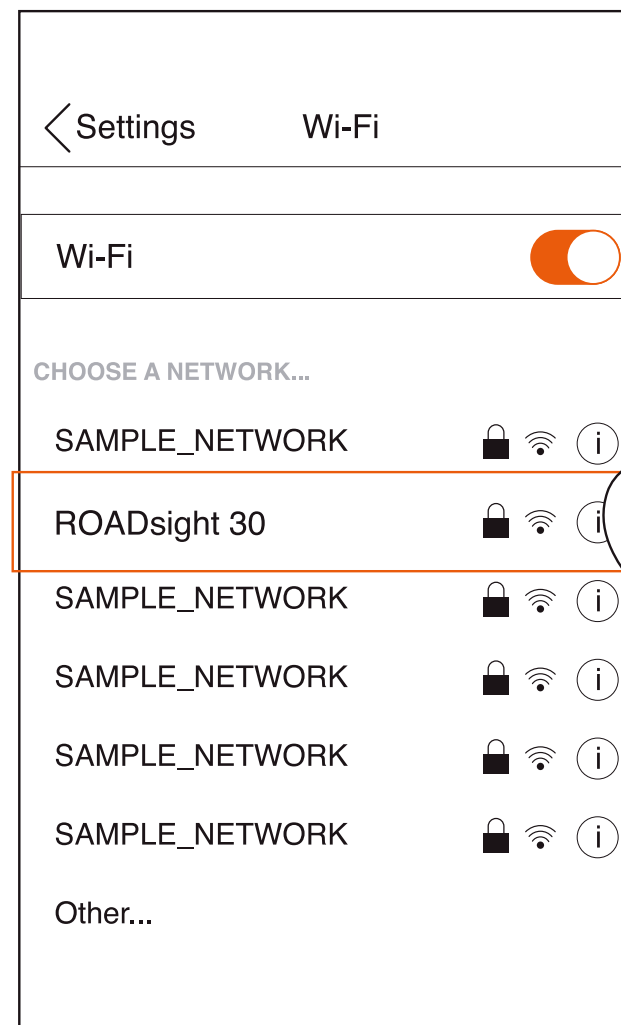 Settings Wi-Fi
Wi-Fi
CHOOSE A NETWORK...
SAMPLE_NETWORK i
ROADsight 30 i
SAMPLE_NETWORK i
SAMPLE_NETWORK i
SAMPLE_NETWORK i
SAMPLE_NETWORK i
Other...